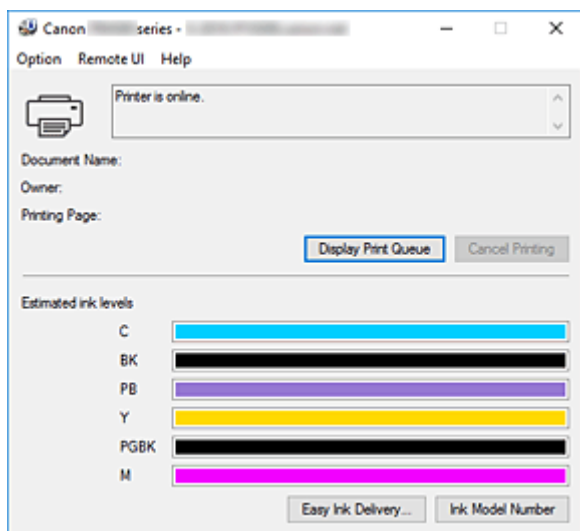 Canon series -
Option Remote UI Help
Printer is online.
Document Name:
Owner:
Printing Page:
Display Print Queue Cancel Printing
Estimated ink levels
C
BK
PB
Y
PGBK
M
Easy Ink Delivery... Ink Model Number